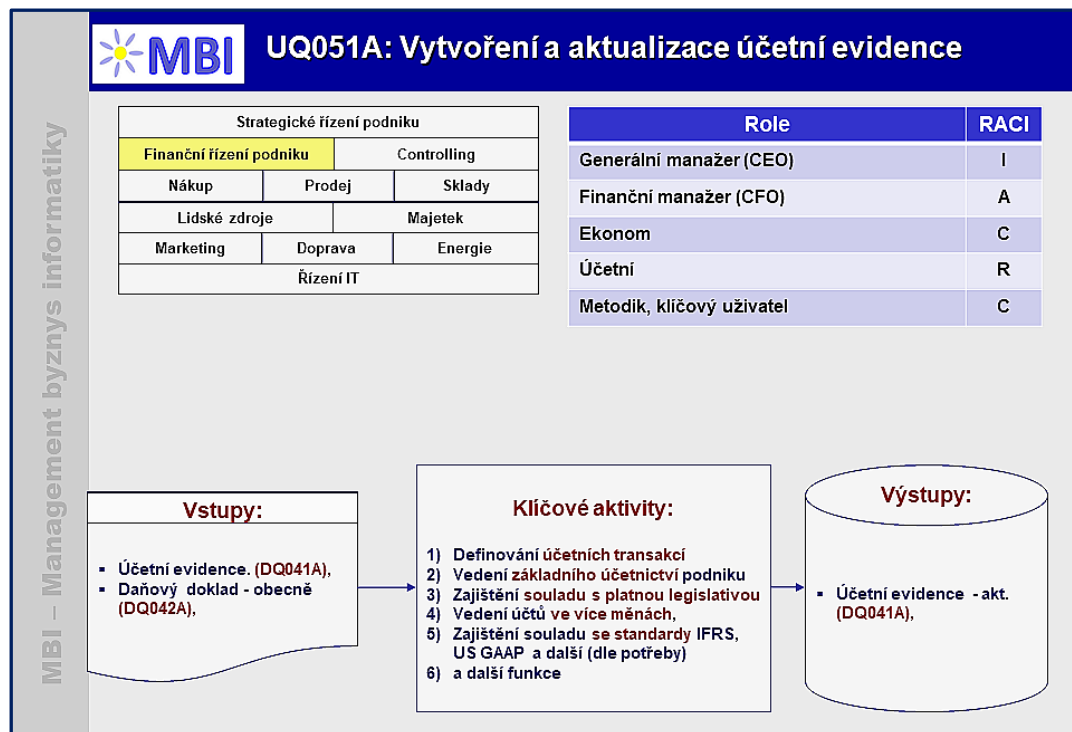 MBI
UQ051A: Vytvoření a aktualizace účetní evidence
MBI – Management byznys informatiky
Strategické řízení podniku
Finanční řízení podniku
Controlling
Nákup
Prodej
Sklady
Lidské zdroje
Majetek
Marketing
Doprava
Energie
Řízení IT
Role RACI
Generální manažer (CEO) I
Finanční manažer (CFO) A
Ekonom C
Účetní R
Metodik, klíčový uživatel C
Vstupy:
▪ Účetní evidence. (DQ041A),
▪ Daňový doklad - obecně
(DQ042A),
Klíčové aktivity:
1) Definování účetních transakcí
2) Vedení základního účetnictví podniku
3) Zajištění souladu s platnou legislativou
4) Vedení účtů ve více měnách,
5) Zajištění souladu se standardy IFRS,
US GAAP a další (dle potřeby)
6) a další funkce
Výstupy:
▪ Účetní evidence - akt.
(DQ041A),